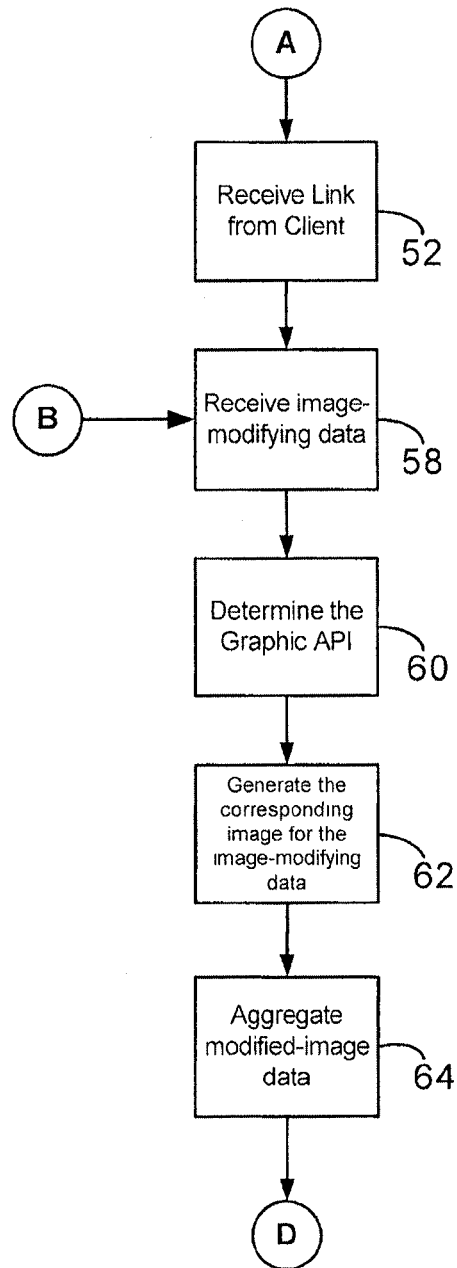 A
Receive Link
from Client
52
B
Receive image-
modifying data
58
Determine the
Graphic API
60
Generate the
corresponding
image for the
image-modifying
data
62
Aggregate
modified-image
data
64
D